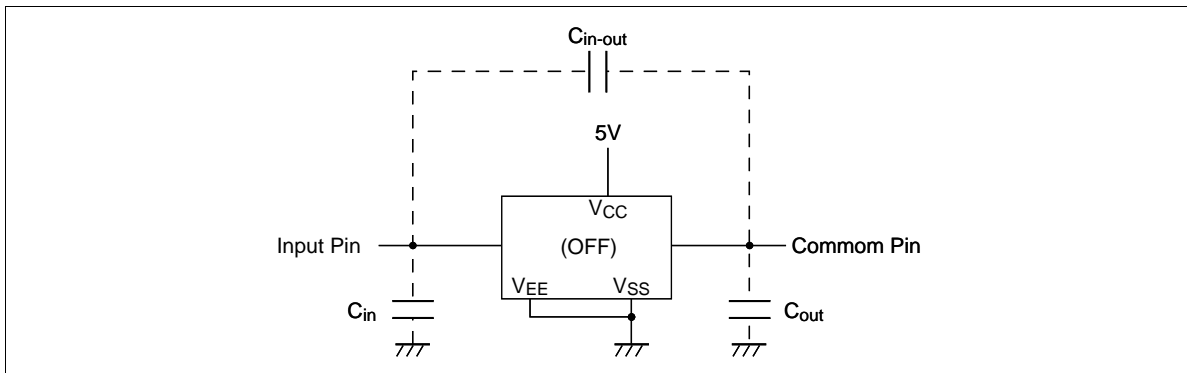 Cin-out
5V
VCC
Input Pin
(OFF)
Commom Pin
VEE
VSS
Cin
Cout